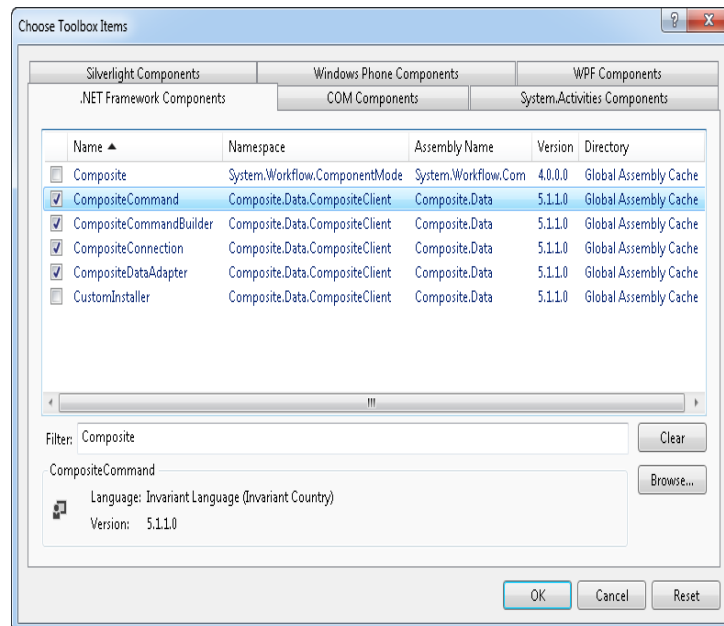 Choose Toolbox Items
Silverlight Components Windows Phone Components WPF Components
.NET Framework Components COM Components System.Activities Components
Name Namespace Assembly Name Version Directory
Composite System.Workflow.ComponentMode System.Workflow.Com 4.0.0.0 Global Assembly Cache
CompositeCommand Composite.Data.CompositeClient Composite.Data 5.1.1.0 Global Assembly Cache
CompositeCommandBuilder Composite.Data.CompositeClient Composite.Data 5.1.1.0 Global Assembly Cache
CompositeConnection Composite.Data.CompositeClient Composite.Data 5.1.1.0 Global Assembly Cache
CompositeDataAdapter Composite.Data.CompositeClient Composite.Data 5.1.1.0 Global Assembly Cache
CustomInstaller Composite.Data.CompositeClient Composite.Data 5.1.1.0 Global Assembly Cache
Filter: Composite Clear
CompositeCommand Browse...
Language: Invariant Language (Invariant Country)
Version: 5.1.1.0
OK Cancel Reset